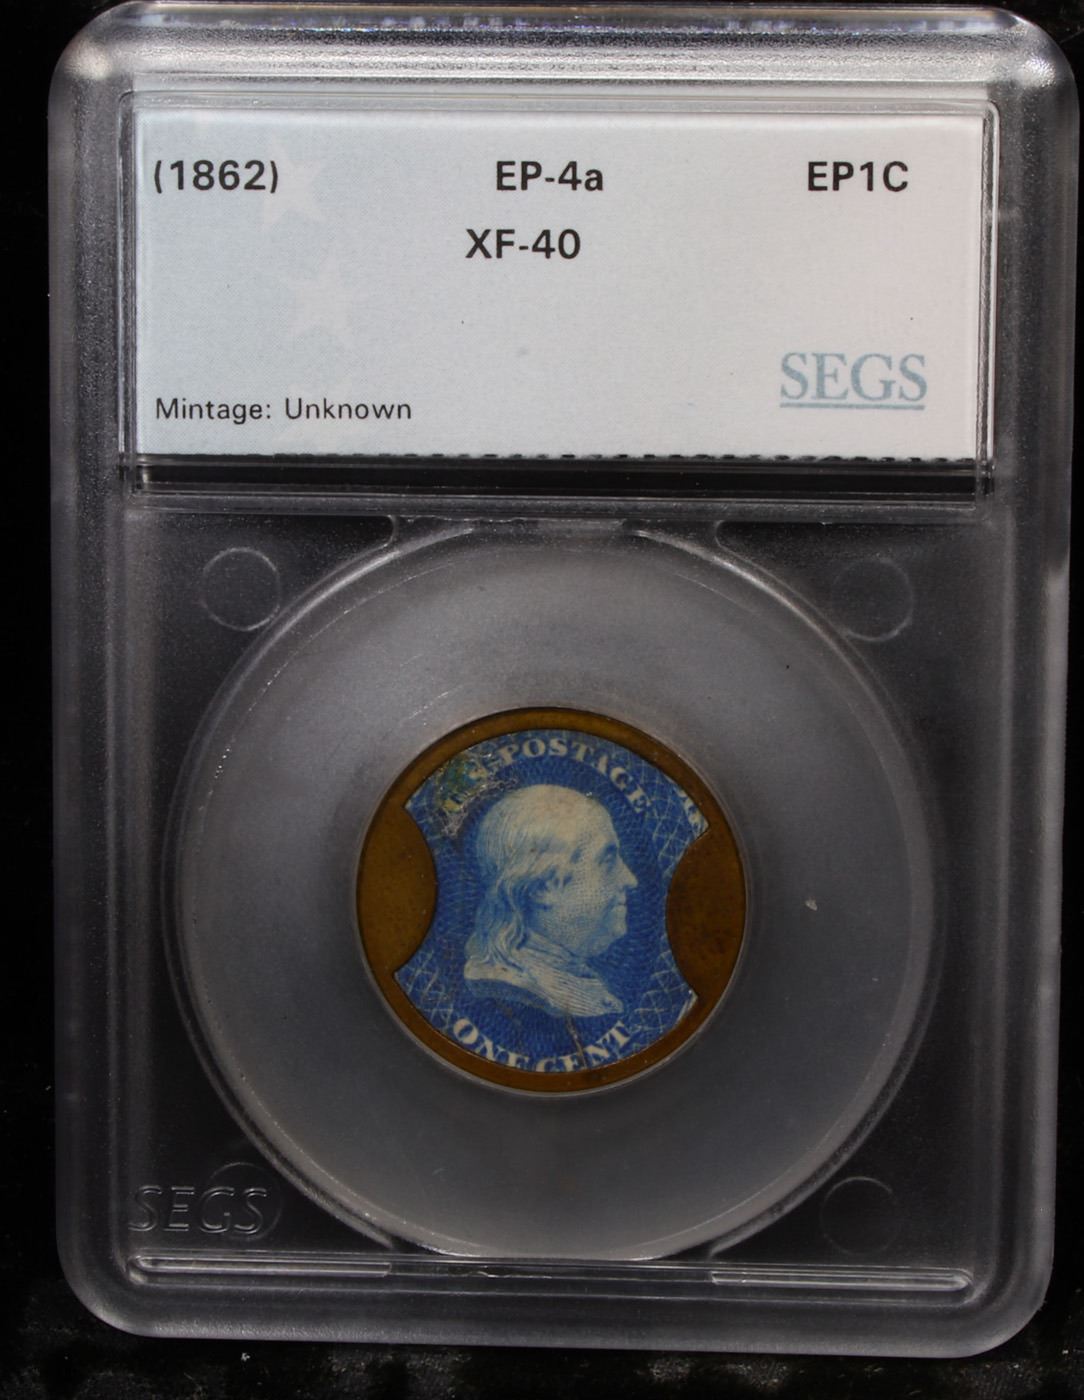 (1862) EP-4a EP1C
XF-40
SEGS
Mintage: Unknown
POSTAGE
ONE CENT
SEGS